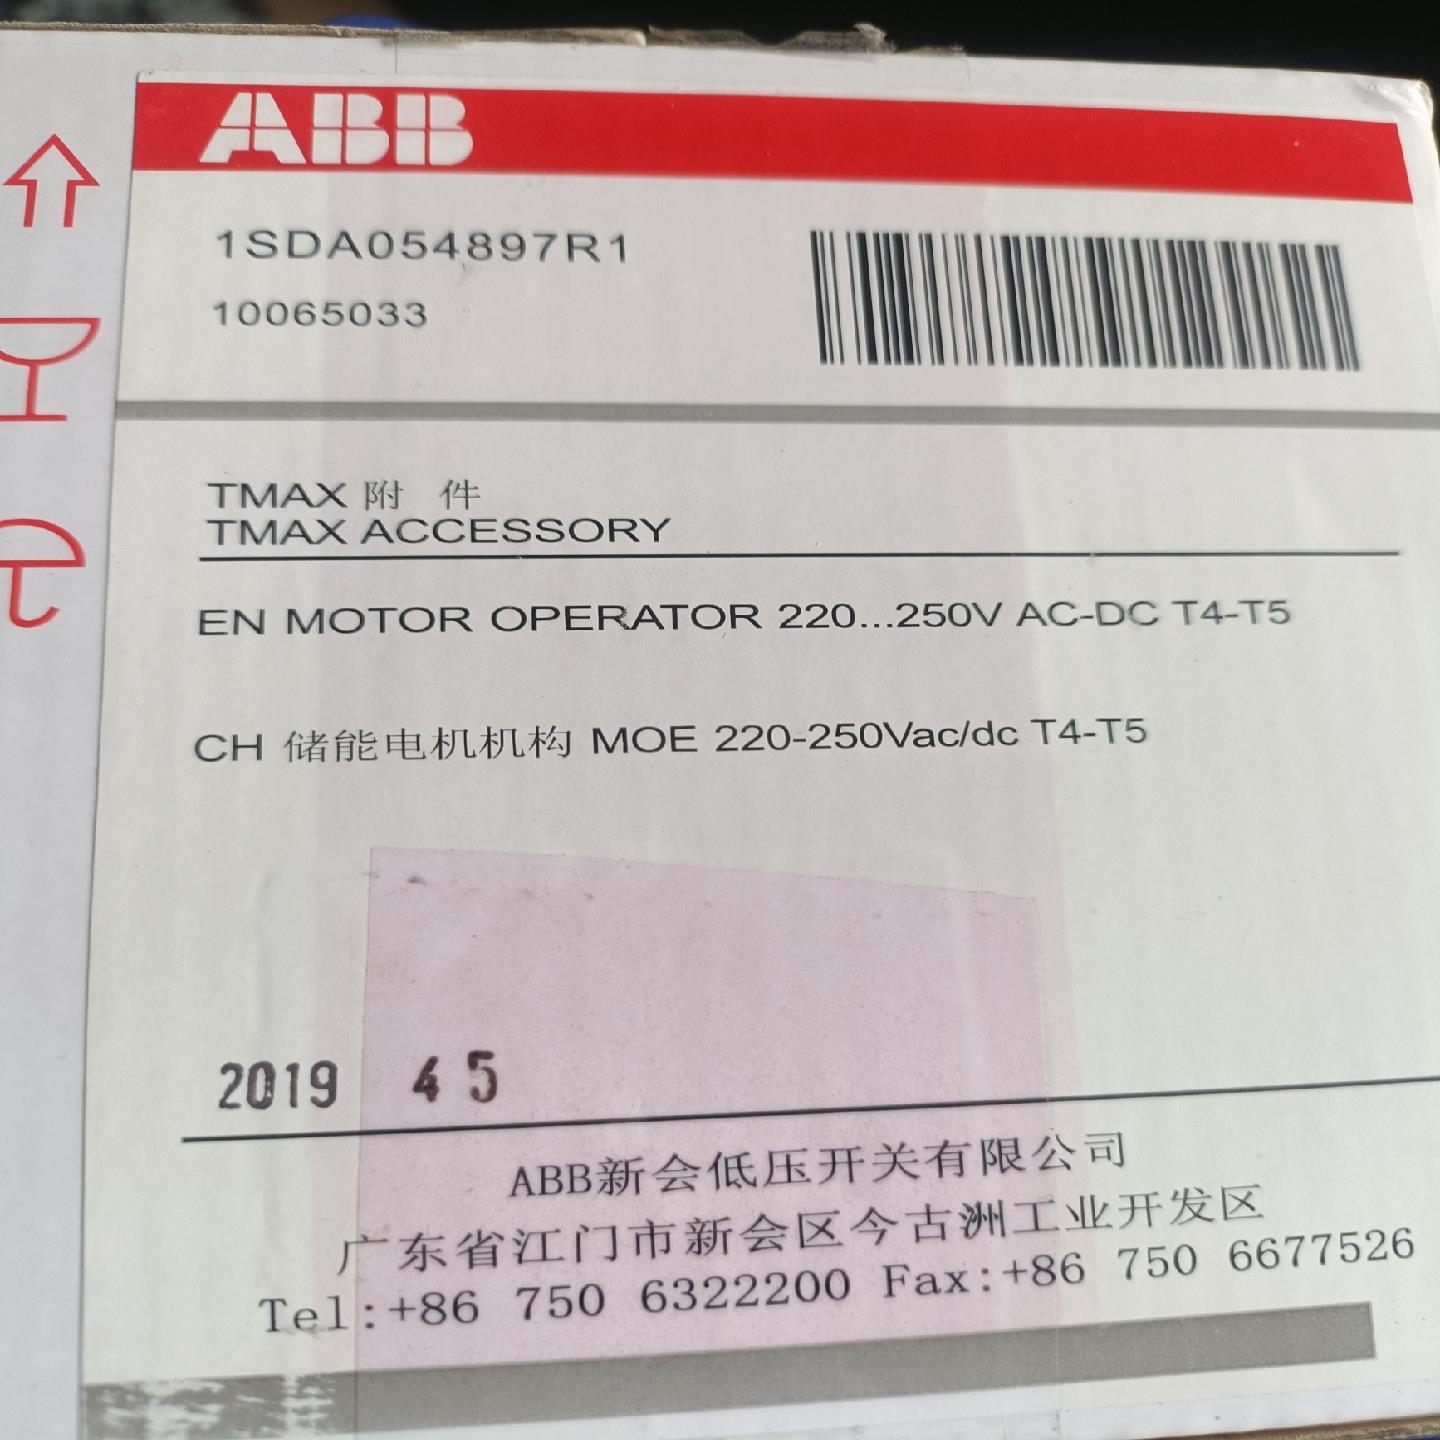 ABB
1SDA054897R1
10065033
TMAX 附 件
TMAX ACCESSORY
EN MOTOR OPERATOR 220...250V AC-DC T4-T5
CH 储能电机机构 MOE 220-250Vac/dc T4-T5
2019 45
ABB新会低压开关有限公司
广东省江门市新会区今古洲工业开发区
Tel:+86 750 6322200 Fax:+86 750 6677526